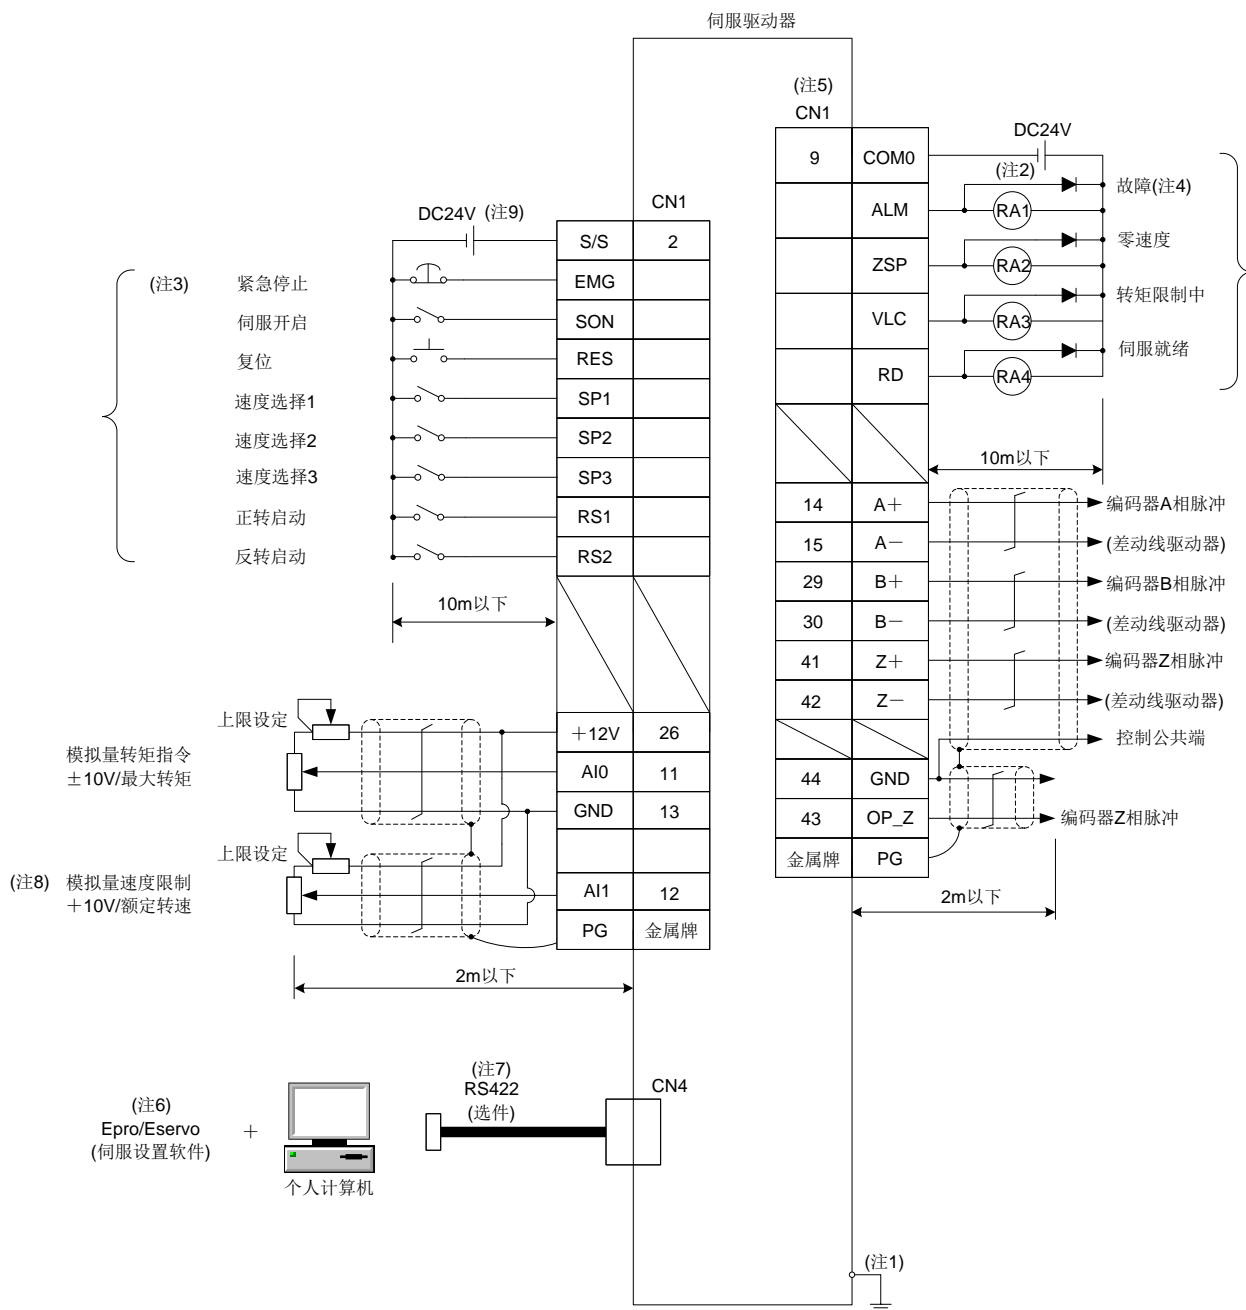 伺服驱动器
(注5)
CN1
DC24V
9 COM0
(注2)
故障(注4)
ALM RA1
零速度
ZSP RA2
转矩限制中
VLC RA3
伺服就绪
RD RA4
10m以下
14 A+ 编码器A相脉冲
15 A- (差动线驱动器)
29 B+ 编码器B相脉冲
30 B- (差动线驱动器)
41 Z+ 编码器Z相脉冲
42 Z- (差动线驱动器)
控制公共端
44 GND
43 OP_Z 编码器Z相脉冲
金属牌 PG
2m以下
CN1
DC24V (注9)
S/S 2
(注3) 紧急停止 EMG
伺服开启 SON
复位 RES
速度选择1 SP1
速度选择2 SP2
速度选择3 SP3
正转启动 RS1
反转启动 RS2
10m以下
上限设定
+12V 26
模拟量转矩指令
±10V/最大转矩
AI0 11
GND 13
上限设定
(注8) 模拟量速度限制
+10V/额定转速
AI1 12
PG 金属牌
2m以下
(注7)
RS422
(选件)
CN4
(注6)
Epro/Eservo
(伺服设置软件)
+
个人计算机
(注1)